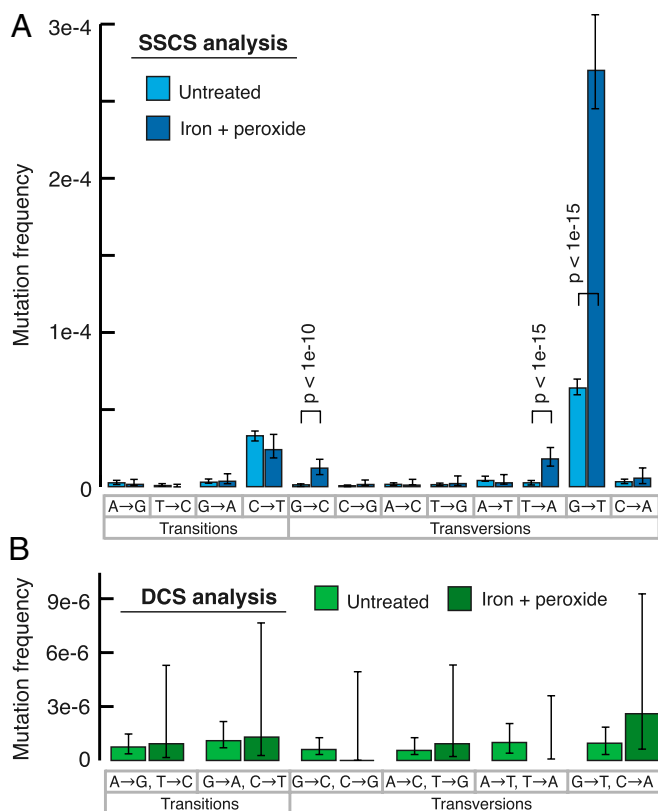 A
SSCS analysis
Untreated
Iron + peroxide
Mutation frequency
3e-4
2e-4
1e-4
0
p < 1e-10
p < 1e-15
p < 1e-15
A→G T→C G→A C→T G→C C→G A→C T→G A→T T→A G→T C→A
Transitions Transversions
B
DCS analysis
Untreated
Iron + peroxide
Mutation frequency
9e-6
6e-6
3e-6
0
A→G, T→C G→A, C→T G→C, C→G A→C, T→G A→T, T→A G→T, C→A
Transitions Transversions